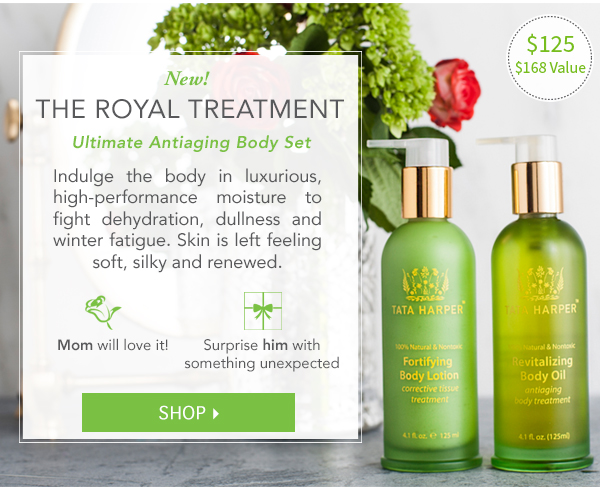 $125
$168 Value
New!
THE ROYAL TREATMENT
Ultimate Antiaging Body Set
Indulge the body in luxurious,
high-performance moisture to
fight dehydration, dullness and
winter fatigue. Skin is left feeling
soft, silky and renewed.
Mom will love it!
Surprise him with
something unexpected
SHOP
TATA HARPER
100% Natural & Nontoxic
Fortifying
Body Lotion
corrective tissue
treatment
4.1 fl. oz. ℮ 125 ml
TATA HARPER
Natural & Nontoxic
Revitalizing
Body Oil
antiaging
body treatment
4.1 fl. oz. (125ml)